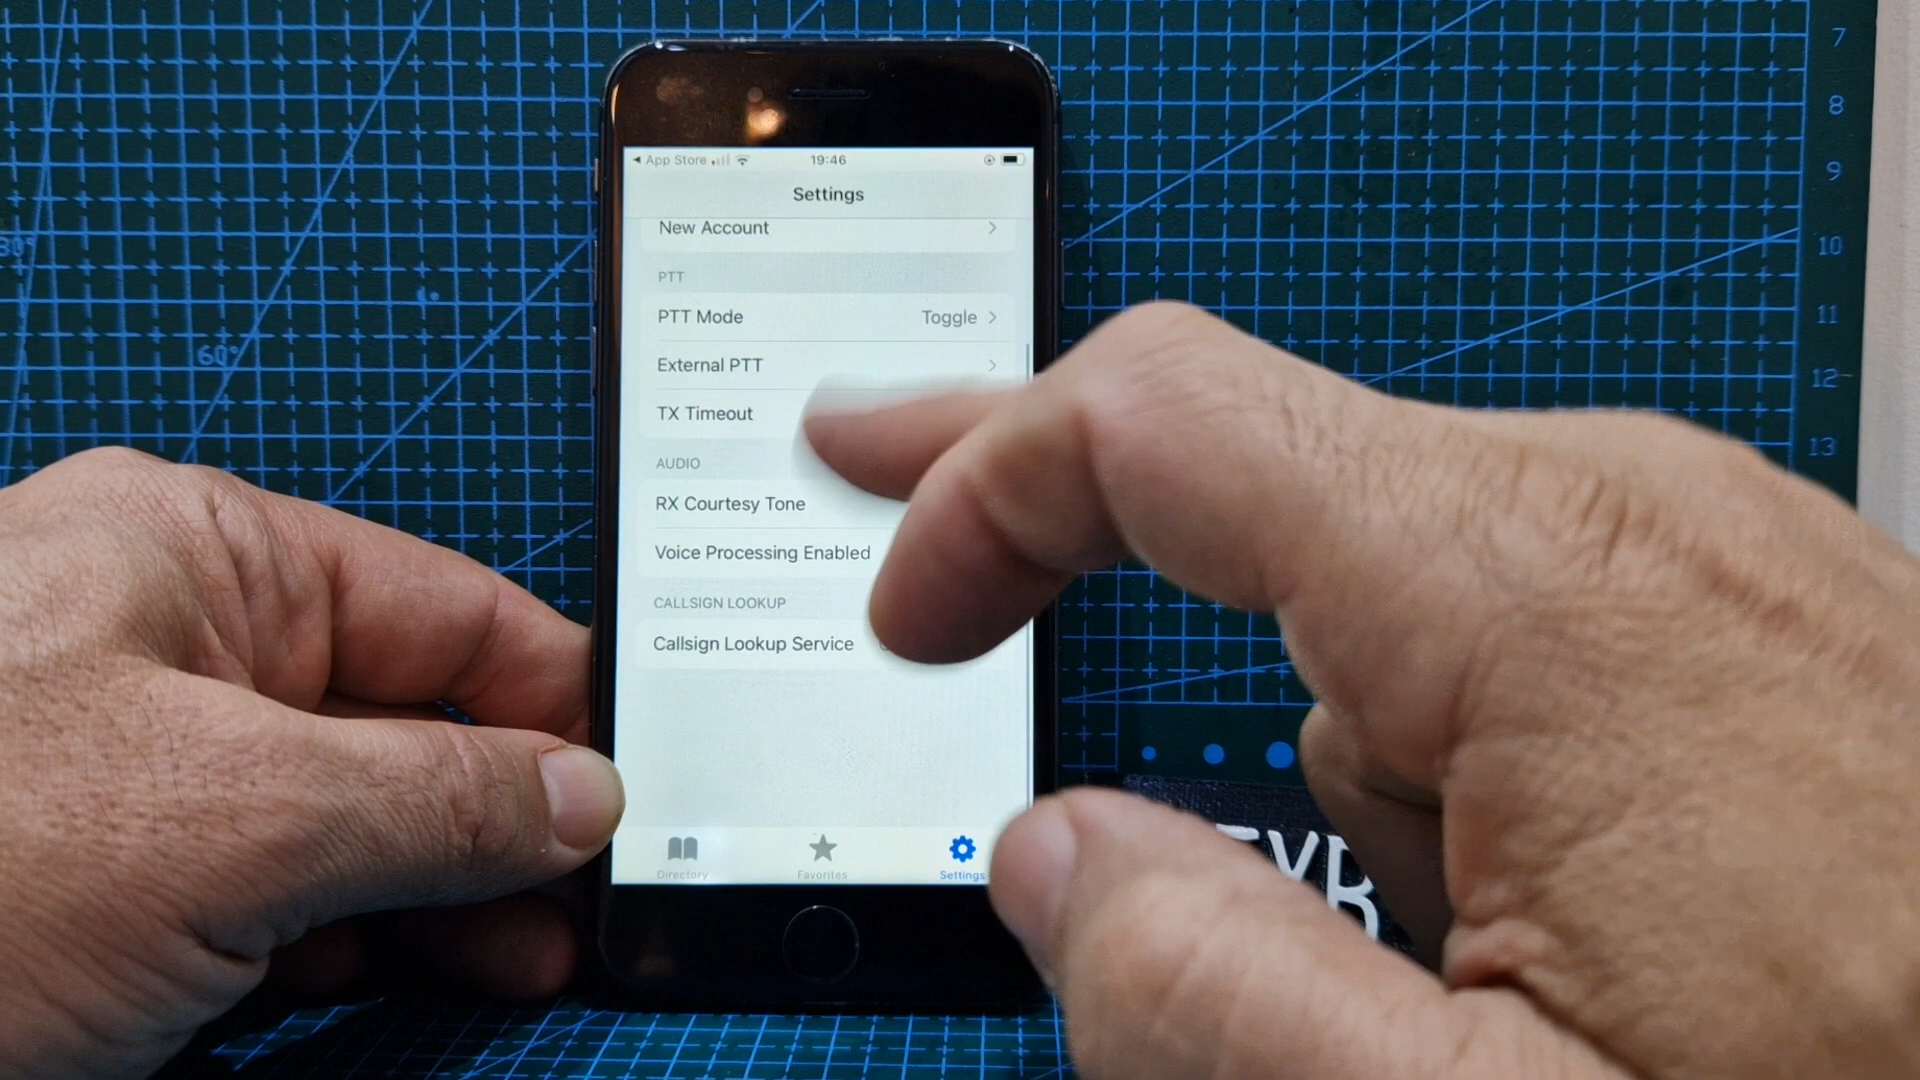 App Store
19:46
Settings
New Account
PTT
PTT Mode Toggle
External PTT
TX Timeout
AUDIO
RX Courtesy Tone
Voice Processing Enabled
CALLSIGN LOOKUP
Callsign Lookup Service
Directory Favorites Settings
7
8
9
10
11
12
13
60°